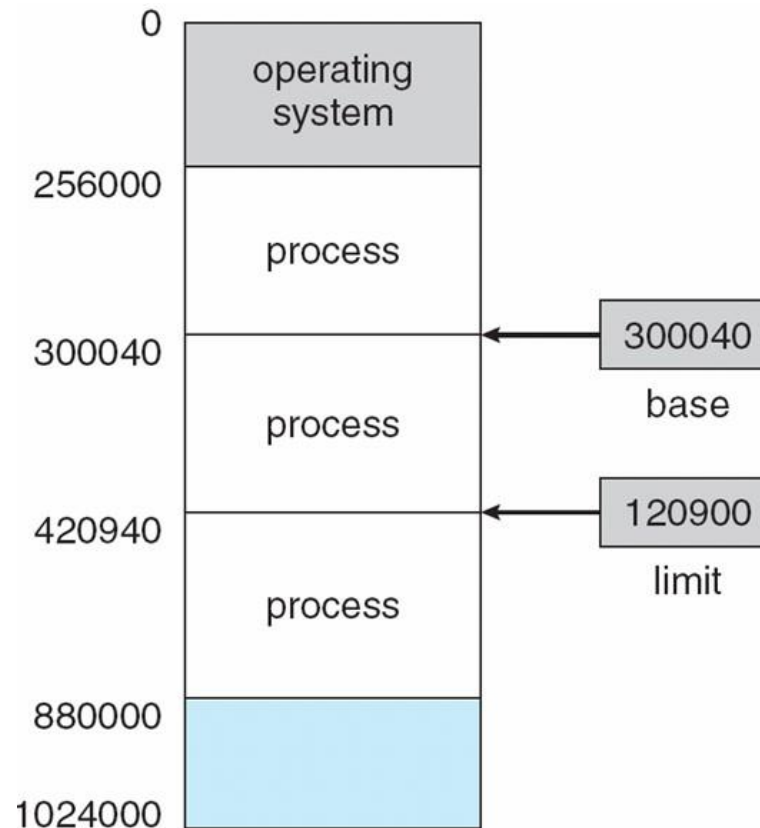 0
operating
system
256000
process
300040
300040
base
process
420940
120900
limit
process
880000
1024000